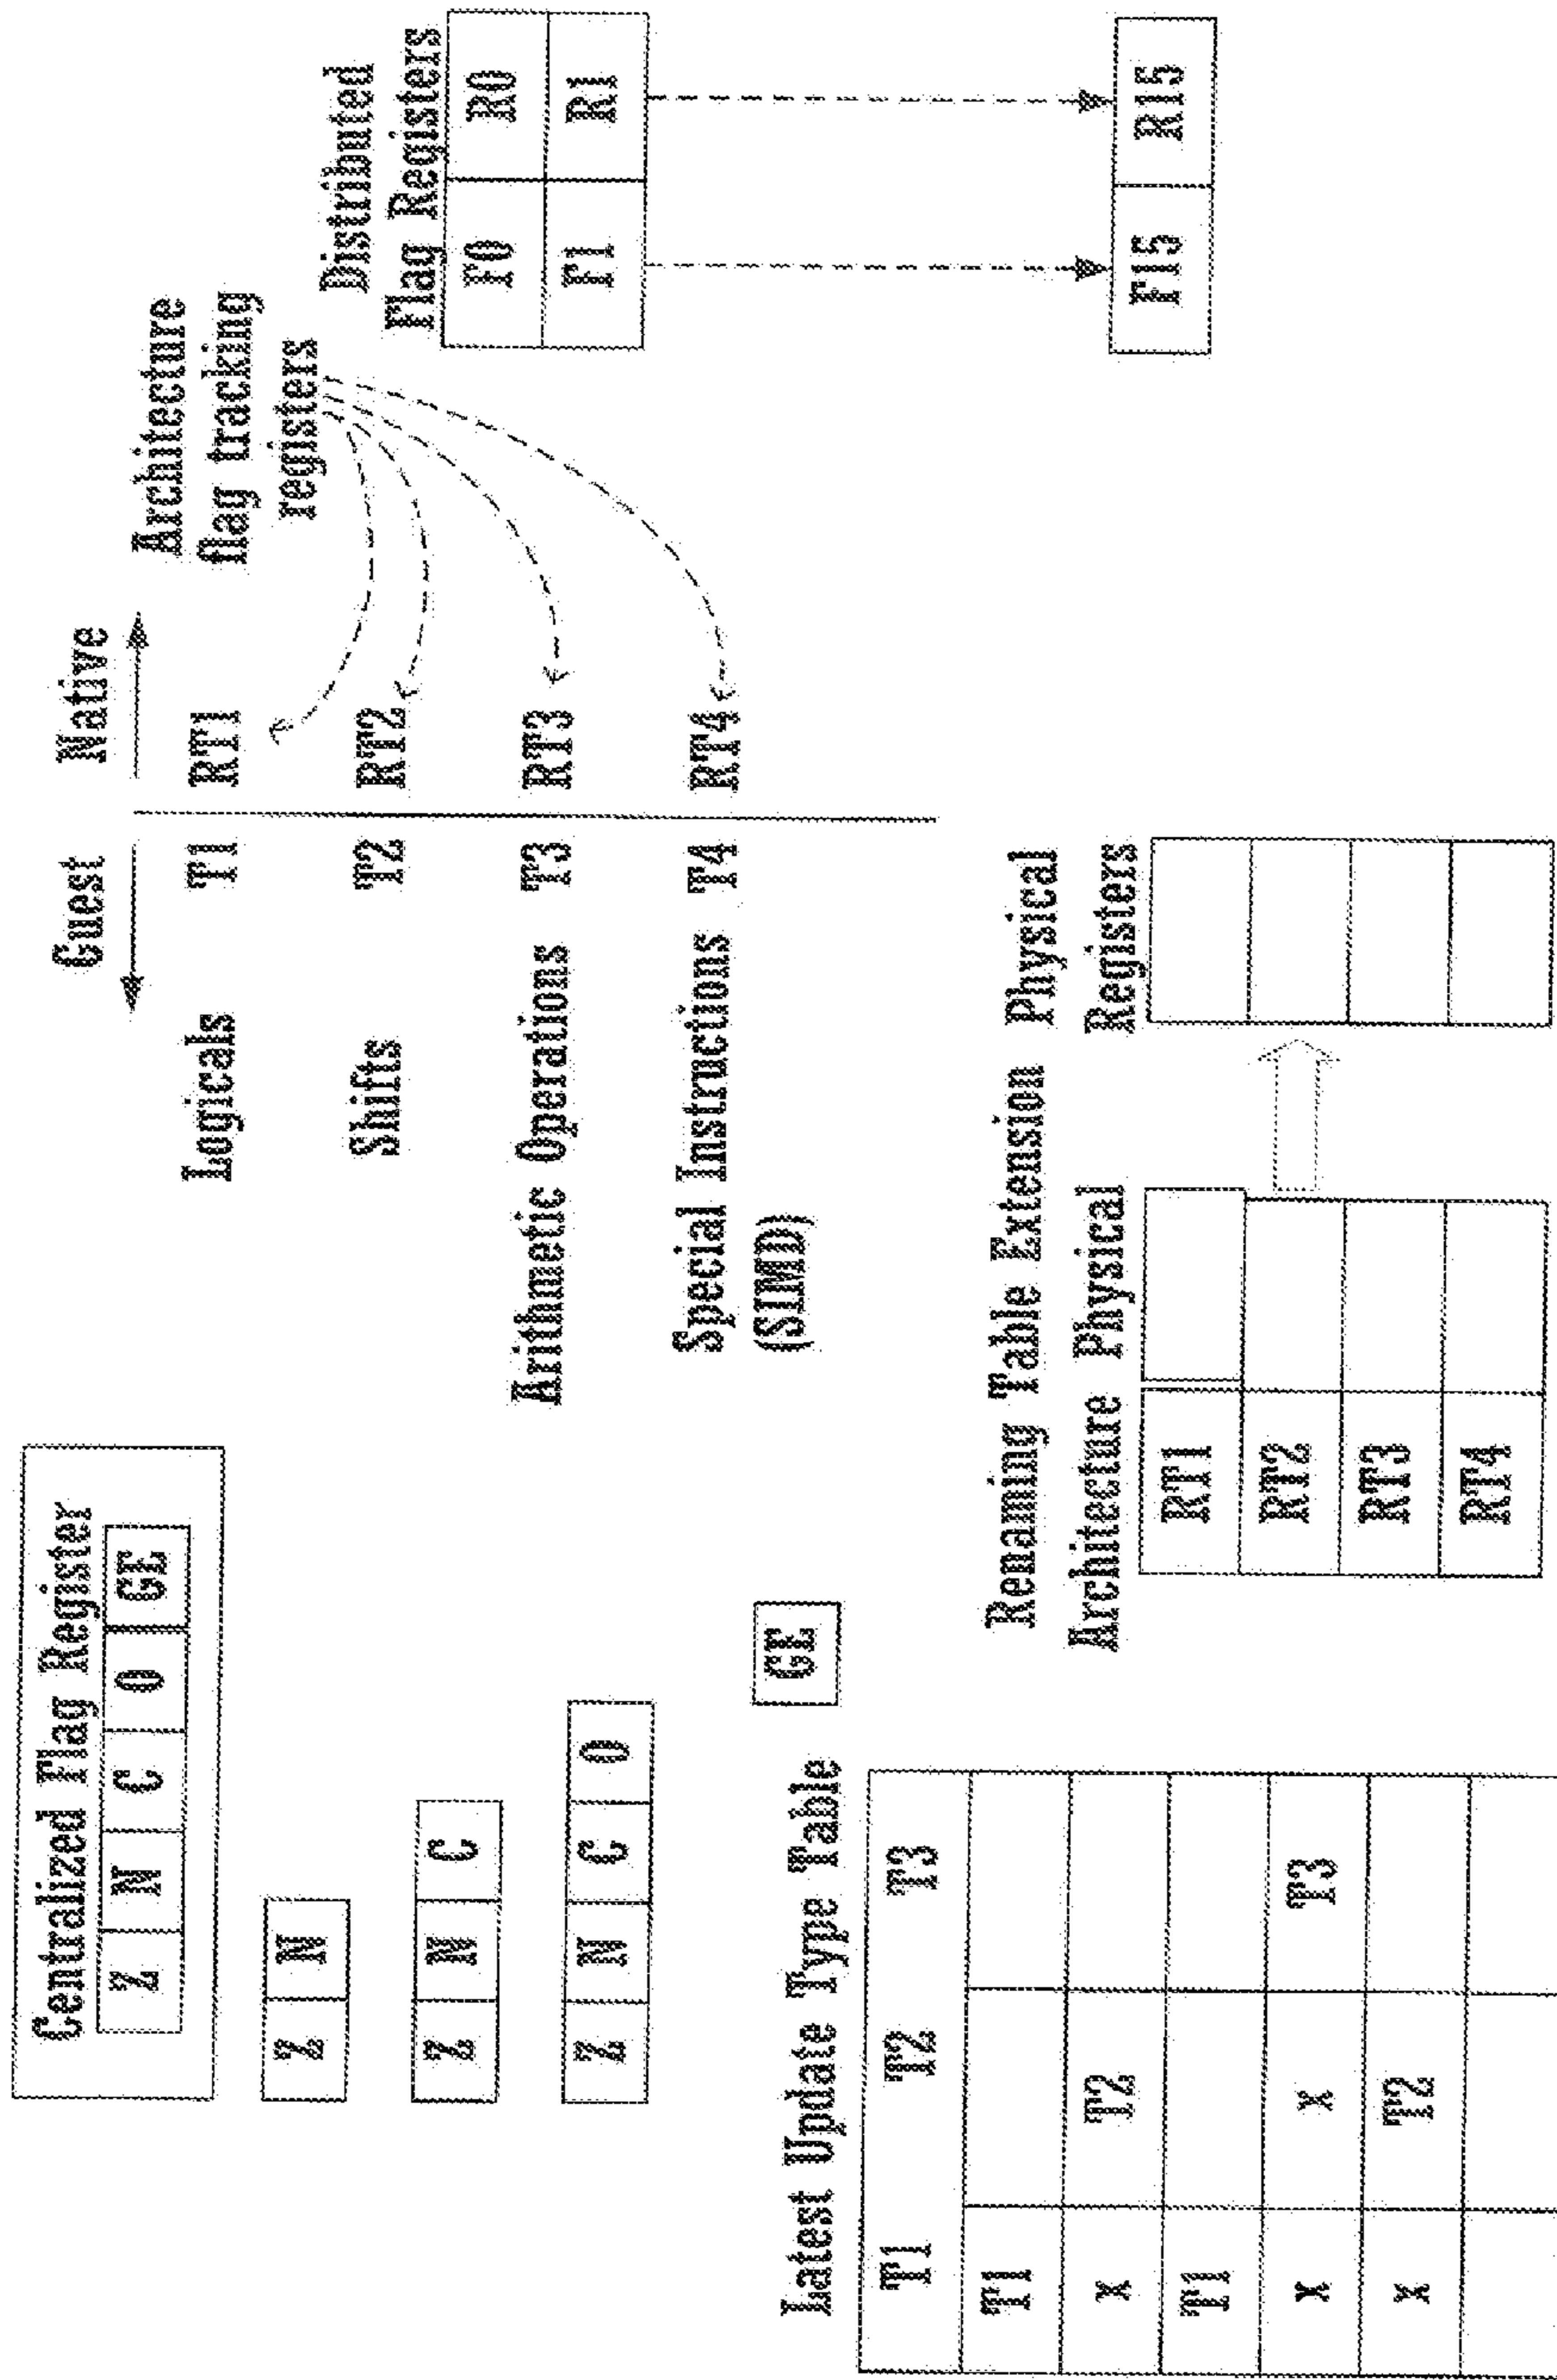 Centralized Flag Register
Z N C O GE
Z N
Z N C
Z N C O
GE
Guest Native
Logicals T1 RT1
Shifts T2 RT2
Arithmetic Operations T3 RT3
Special Instructions T4 RT4
(SIMD)
Architecture
flag tracking
registers
Distributed
Flag Registers
F0 R0
F1 R1
F15 R15
Latest Update Type Table
T1 T2 T3
T1
x T2
T1
x x T3
x T2
Renaming Table Extension
Architecture Physical
RT1
RT2
RT3
RT4
Physical
Registers